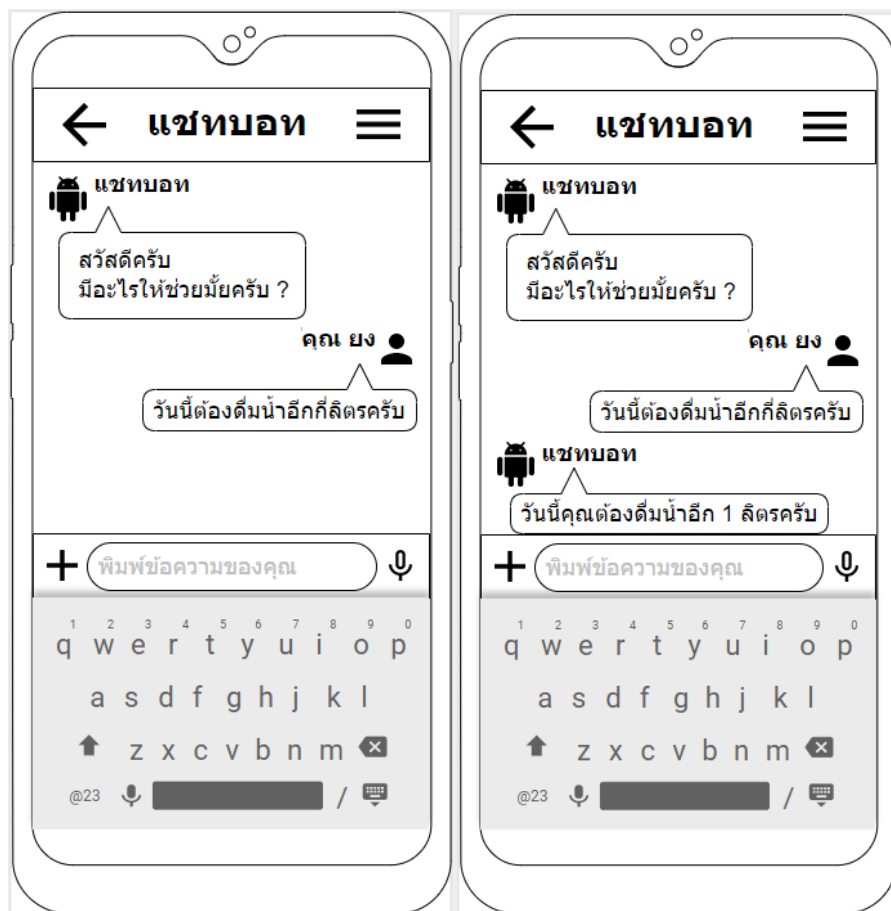 แชทบอท
แชทบอท
สวัสดีครับ
มีอะไรให้ช่วยมั้ยครับ ?
คุณ ยง
วันนี้ต้องดื่มน้ำอีกกี่ลิตรครับ
พิมพ์ข้อความของคุณ
1 2 3 4 5 6 7 8 9 0
q w e r t y u i o p
a s d f g h j k l
z x c v b n m
@23 /
แชทบอท
แชทบอท
สวัสดีครับ
มีอะไรให้ช่วยมั้ยครับ ?
คุณ ยง
วันนี้ต้องดื่มน้ำอีกกี่ลิตรครับ
แชทบอท
วันนี้คุณต้องดื่มน้ำอีก 1 ลิตรครับ
พิมพ์ข้อความของคุณ
1 2 3 4 5 6 7 8 9 0
q w e r t y u i o p
a s d f g h j k l
z x c v b n m
@23 /